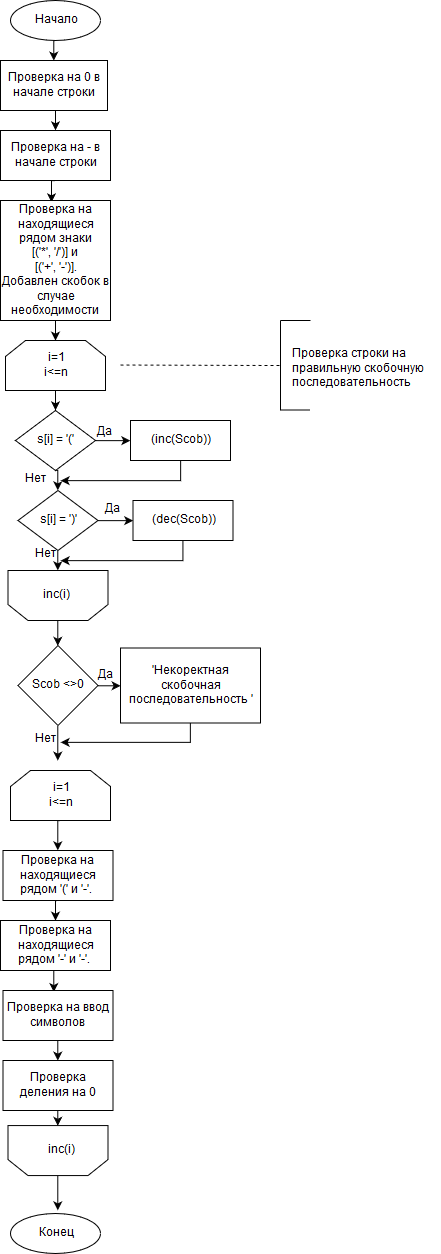 Начало
Проверка на 0 в
начале строки
Проверка на - в
начале строки
Проверка на
находящиеся
рядом знаки
[('*', '/')] и
[('+', '-')].
Добавлен скобок в
случае
необходимости
i=1
i<=n
Проверка строки на
правильную скобочную
последовательность
s[i] = '('
Да
(inc(Scob))
Нет
s[i] = ')'
Да
(dec(Scob))
Нет
inc(i)
Scob <>0
Да
'Некоректная
скобочная
последовательность '
Нет
i=1
i<=n
Проверка на
находящиеся
рядом '(' и '-'.
Проверка на
находящиеся
рядом '-' и '-'.
Проверка на ввод
символов
Проверка
деления на 0
inc(i)
Конец